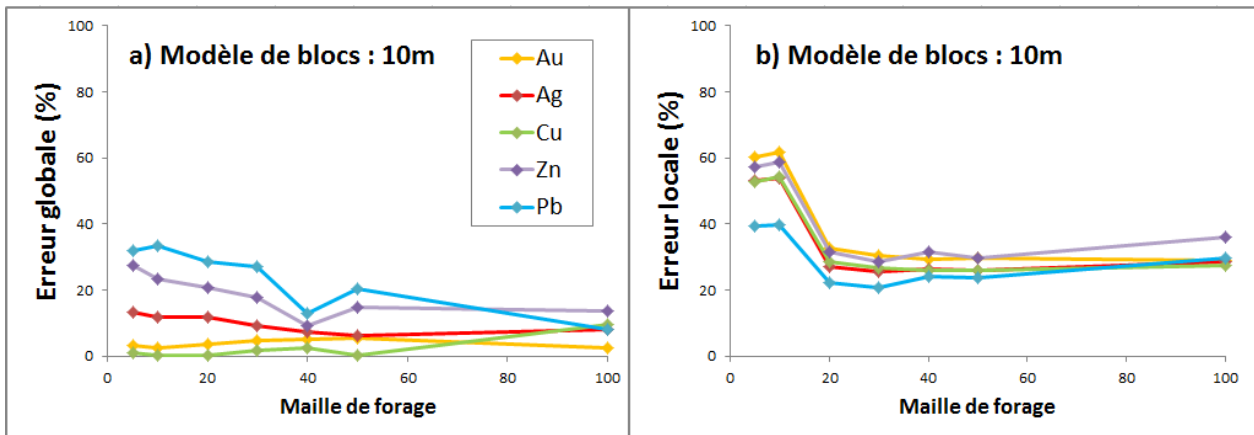 a) Modèle de blocs : 10m
Erreur globale (%)
100
80
60
40
20
0
0 20 40 60 80 100
Maille de forage
Au
Ag
Cu
Zn
Pb
b) Modèle de blocs : 10m
Erreur locale (%)
100
80
60
40
20
0
0 20 40 60 80 100
Maille de forage